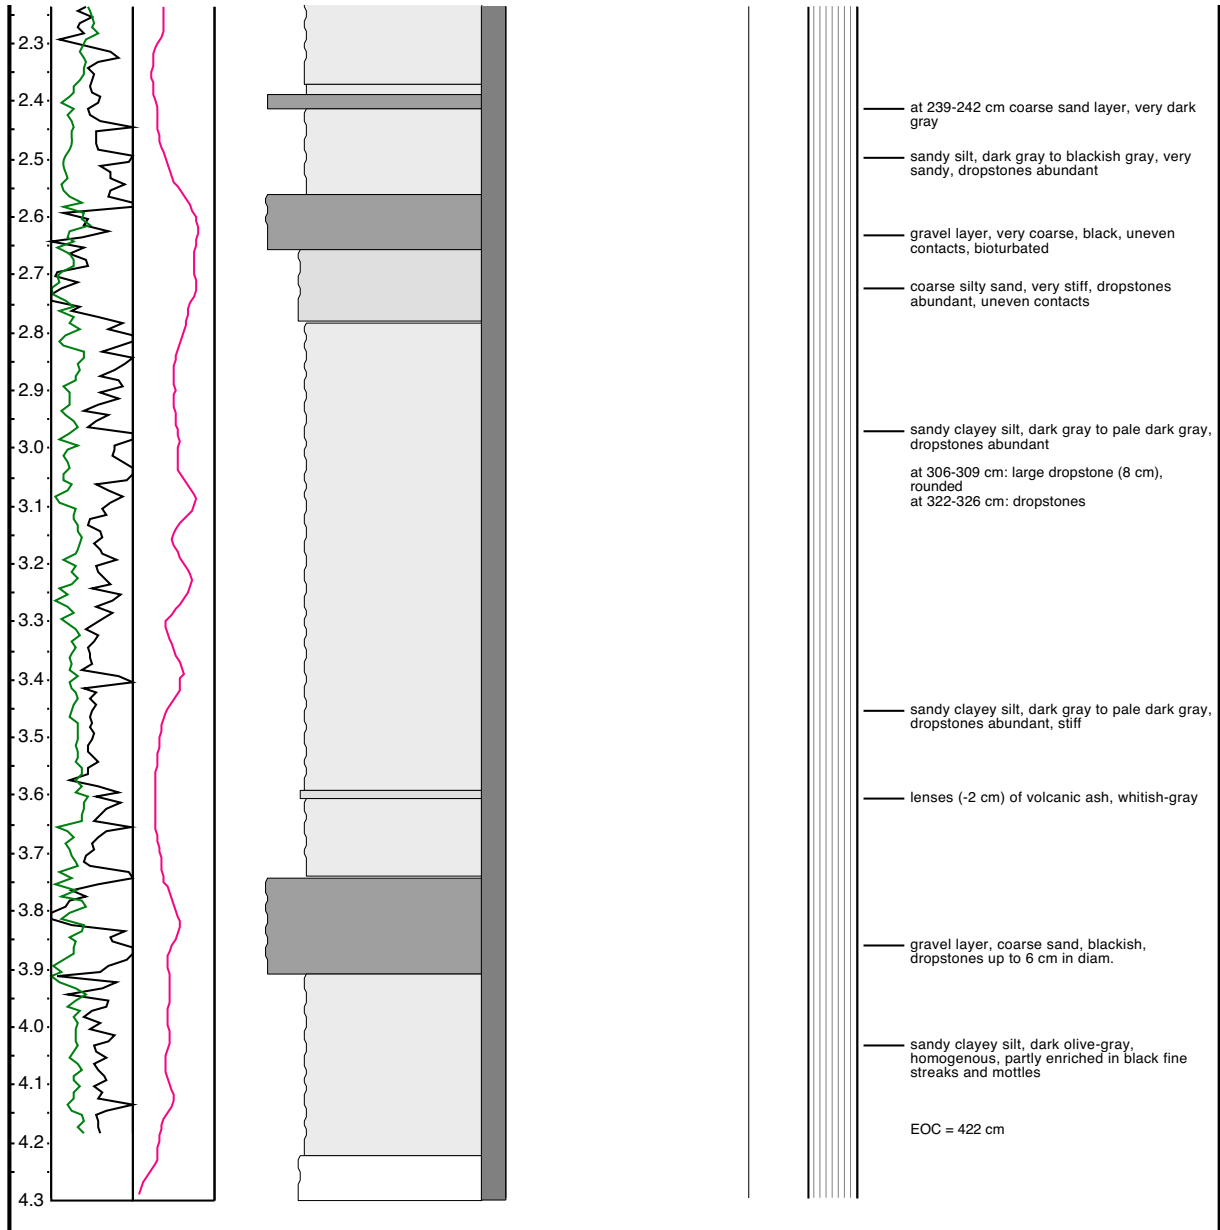 2.3
2.4
2.5
2.6
2.7
2.8
2.9
3.0
3.1
3.2
3.3
3.4
3.5
3.6
3.7
3.8
3.9
4.0
4.1
4.2
4.3
at 239-242 cm coarse sand layer, very dark
gray
sandy silt, dark gray to blackish gray, very
sandy, dropstones abundant
gravel layer, very coarse, black, uneven
contacts, bioturbated
coarse silty sand, very stiff, dropstones
abundant, uneven contacts
sandy clayey silt, dark gray to pale dark gray,
dropstones abundant
at 306-309 cm: large dropstone (8 cm),
rounded
at 322-326 cm: dropstones
sandy clayey silt, dark gray to pale dark gray,
dropstones abundant, stiff
lenses (-2 cm) of volcanic ash, whitish-gray
gravel layer, coarse sand, blackish,
dropstones up to 6 cm in diam.
sandy clayey silt, dark olive-gray,
homogenous, partly enriched in black fine
streaks and mottles
EOC = 422 cm